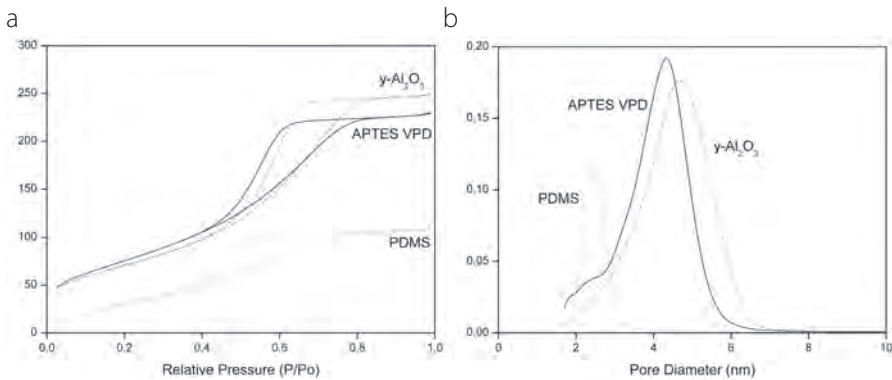 a
300
250
200
150
100
50
0
0,0
0,2
0,4
0,6
0,8
1,0
Relative Pressure (P/Po)
y-Al₂O₃
APTES VPD
PDMS
b
0,20
0,15
0,10
0,05
0,00
2
4
6
8
10
Pore Diameter (nm)
APTES VPD
y-Al₂O₃
PDMS